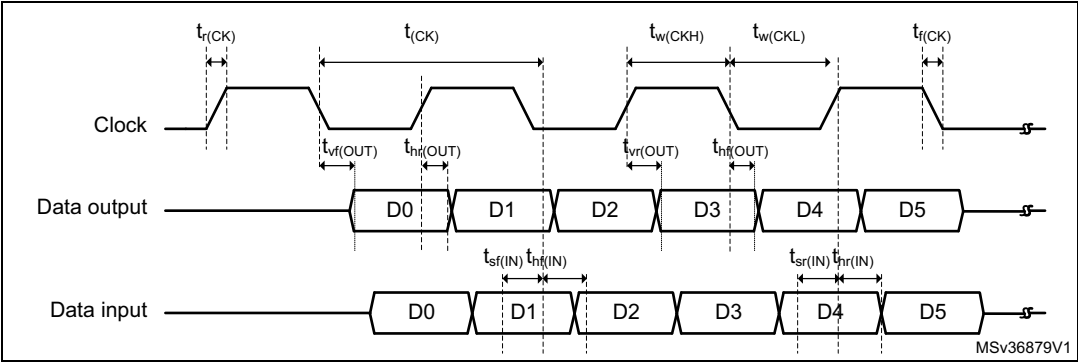 tr(CK) t(CK) tw(CKH) tw(CKL) tf(CK)
Clock
tvf(OUT) thr(OUT) tvr(OUT) thf(OUT)
Data output D0 D1 D2 D3 D4 D5
tsf(IN) thf(IN) tsr(IN) thr(IN)
Data input D0 D1 D2 D3 D4 D5
MSv36879V1